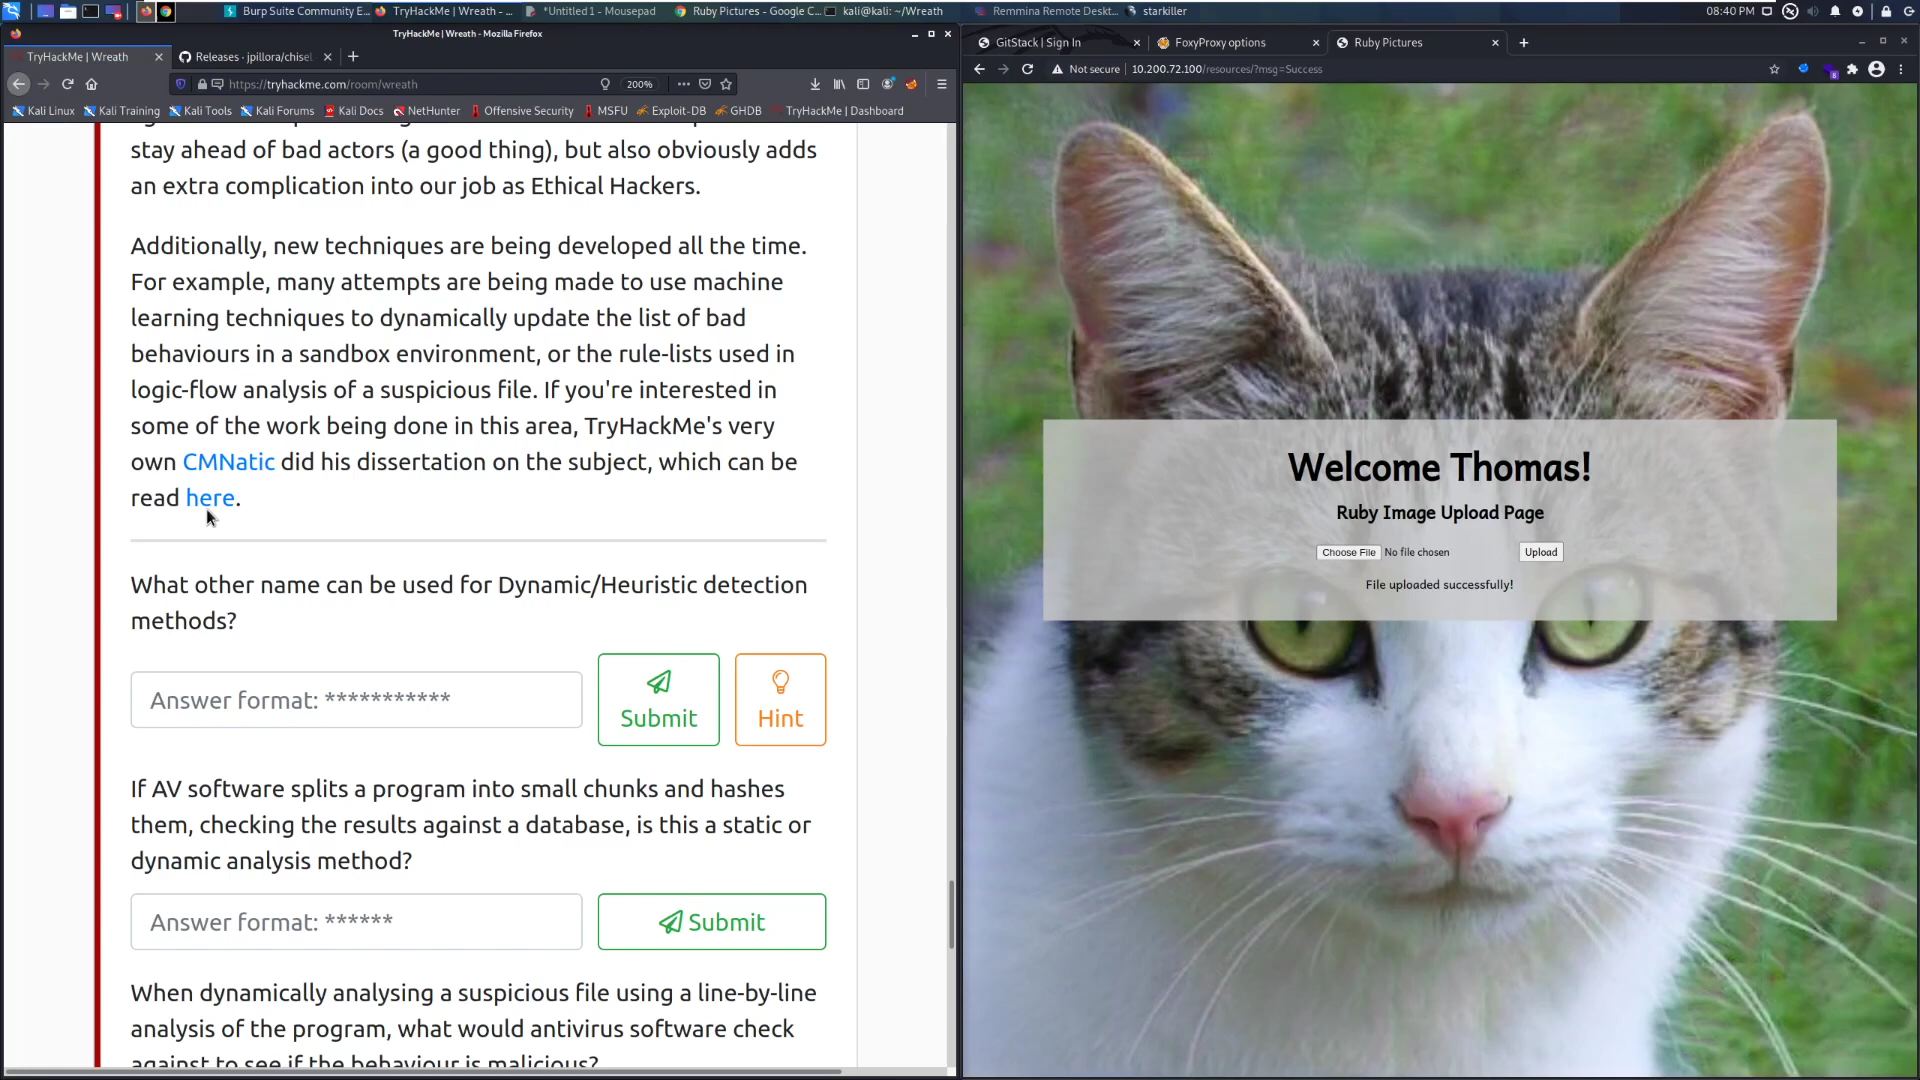 Burp Suite Community E...
TryHackMe | Wreath - ...
*Untitled 1 - Mousepad
Ruby Pictures - Google C...
kali@kali: ~/Wreath
Remmina Remote Deskt...
starkiller
08:40 PM
TryHackMe | Wreath - Mozilla Firefox
TryHackMe | Wreath
Releases · jpillora/chisel
https://tryhackme.com/room/wreath
200%
Kali Linux
Kali Training
Kali Tools
Kali Forums
Kali Docs
NetHunter
Offensive Security
MSFU
Exploit-DB
GHDB
TryHackMe | Dashboard
stay ahead of bad actors (a good thing), but also obviously adds
an extra complication into our job as Ethical Hackers.
Additionally, new techniques are being developed all the time.
For example, many attempts are being made to use machine
learning techniques to dynamically update the list of bad
behaviours in a sandbox environment, or the rule-lists used in
logic-flow analysis of a suspicious file. If you're interested in
some of the work being done in this area, TryHackMe's very
own CMNatic did his dissertation on the subject, which can be
read here.
What other name can be used for Dynamic/Heuristic detection
methods?
Answer format: ***********
Submit
Hint
If AV software splits a program into small chunks and hashes
them, checking the results against a database, is this a static or
dynamic analysis method?
Answer format: ******
Submit
When dynamically analysing a suspicious file using a line-by-line
analysis of the program, what would antivirus software check
against to see if the behaviour is malicious?
GitStack | Sign In
FoxyProxy options
Ruby Pictures
Not secure
10.200.72.100/resources/?msg=Success
Welcome Thomas!
Ruby Image Upload Page
Choose File No file chosen
Upload
File uploaded successfully!